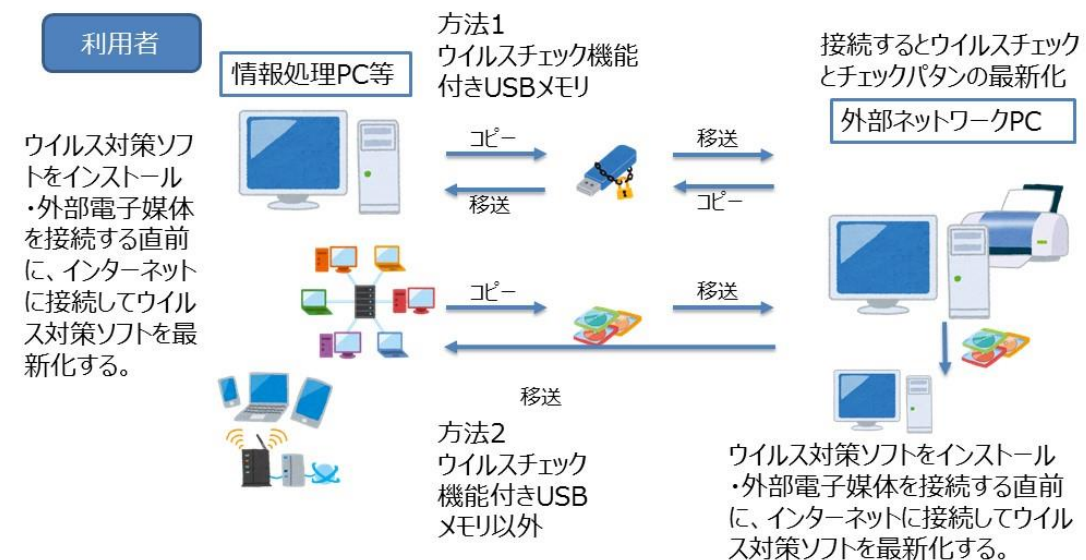 利用者
情報処理PC等
ウイルス対策ソフ
トをインストール
・外部電子媒体
を接続する直前
に、インターネット
に接続してウイル
ス対策ソフトを最
新化する。
方法1
ウイルスチェック機能
付きUSBメモリ
コピー
移送
移送
コピー
接続するとウイルスチェック
とチェックパタンの最新化
外部ネットワークPC
コピー
移送
移送
方法2
ウイルスチェック
機能付きUSB
メモリ以外
ウイルス対策ソフトをインストール
・外部電子媒体を接続する直前
に、インターネットに接続してウイル
ス対策ソフトを最新化する。